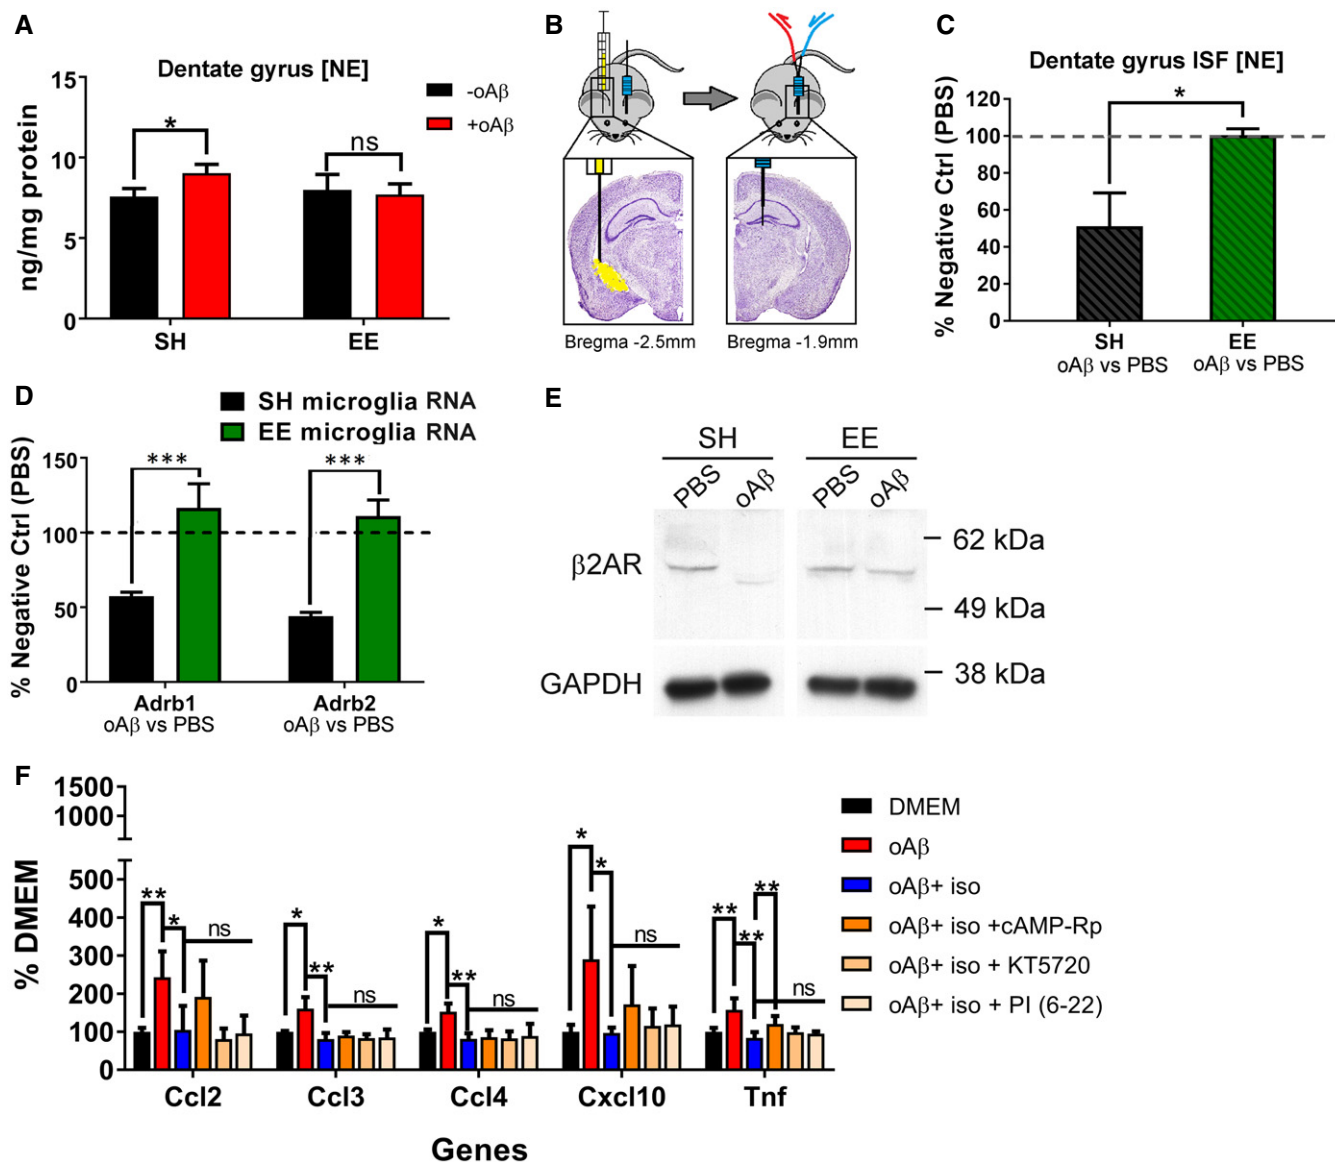 A
Dentate gyrus [NE]
ng/mg protein
15
10
5
0
*
ns
SH
EE
-oAβ
+oAβ
B
Bregma -2.5mm
Bregma -1.9mm
C
Dentate gyrus ISF [NE]
% Negative Ctrl (PBS)
120
100
80
60
40
20
0
*
SH
oAβ vs PBS
EE
oAβ vs PBS
D
SH microglia RNA
EE microglia RNA
% Negative Ctrl (PBS)
150
100
50
0
***
***
Adrb1
oAβ vs PBS
Adrb2
oAβ vs PBS
E
SH
EE
PBS
oAβ
PBS
oAβ
β2AR
62 kDa
49 kDa
GAPDH
38 kDa
F
% DMEM
1500
1000
500
400
300
200
100
0
**
*
ns
*
**
ns
*
**
ns
*
*
ns
**
**
**
ns
Ccl2
Ccl3
Ccl4
Cxcl10
Tnf
Genes
DMEM
oAβ
oAβ+ iso
oAβ+ iso +cAMP-Rp
oAβ+ iso + KT5720
oAβ+ iso + PI (6-22)